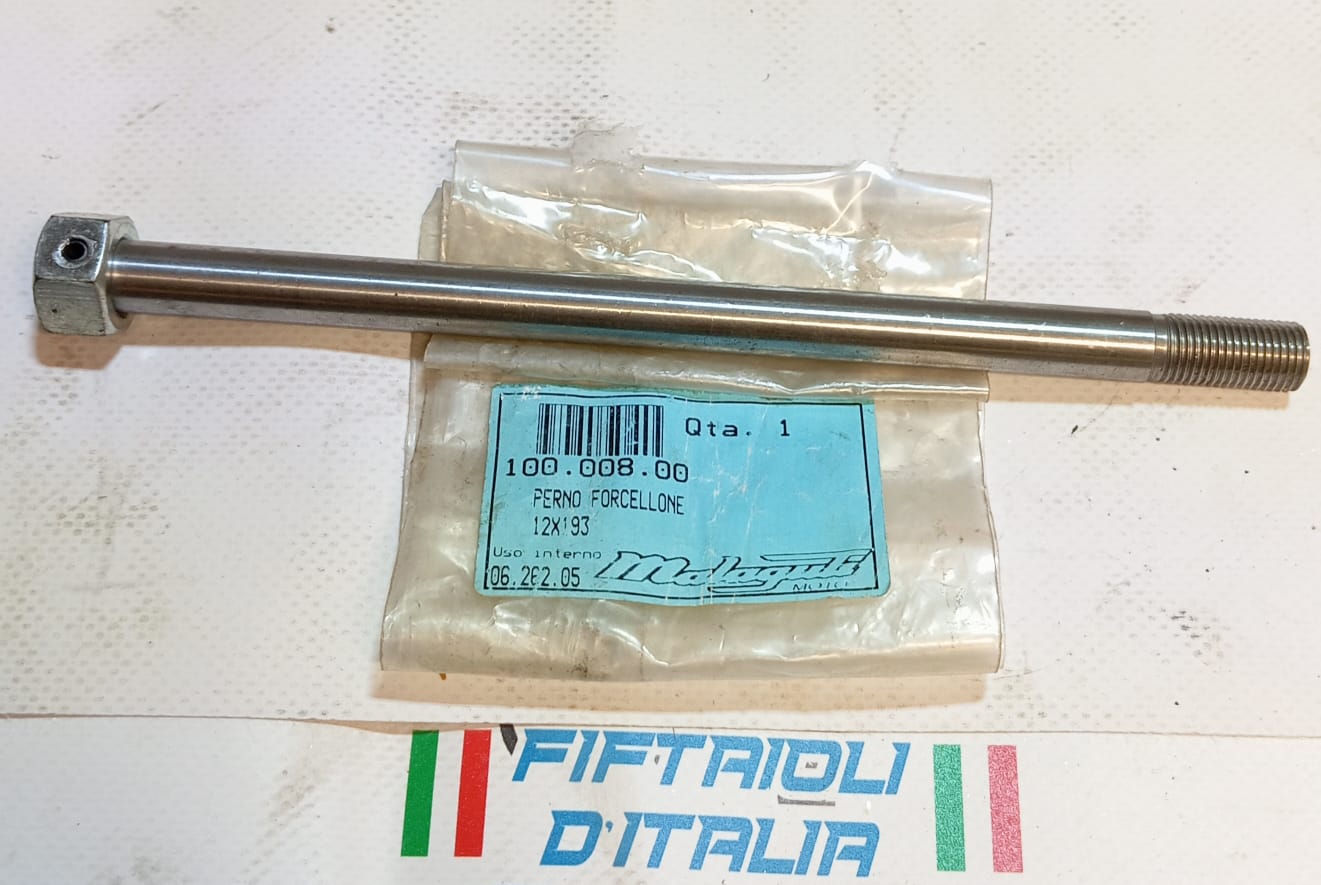 Qta. 1
100.008.00
PERNO FORCELLONE
12X193
Uso interno
06.262.05 Malaguti
MOTO
FIFTAIOLI
D'ITALIA